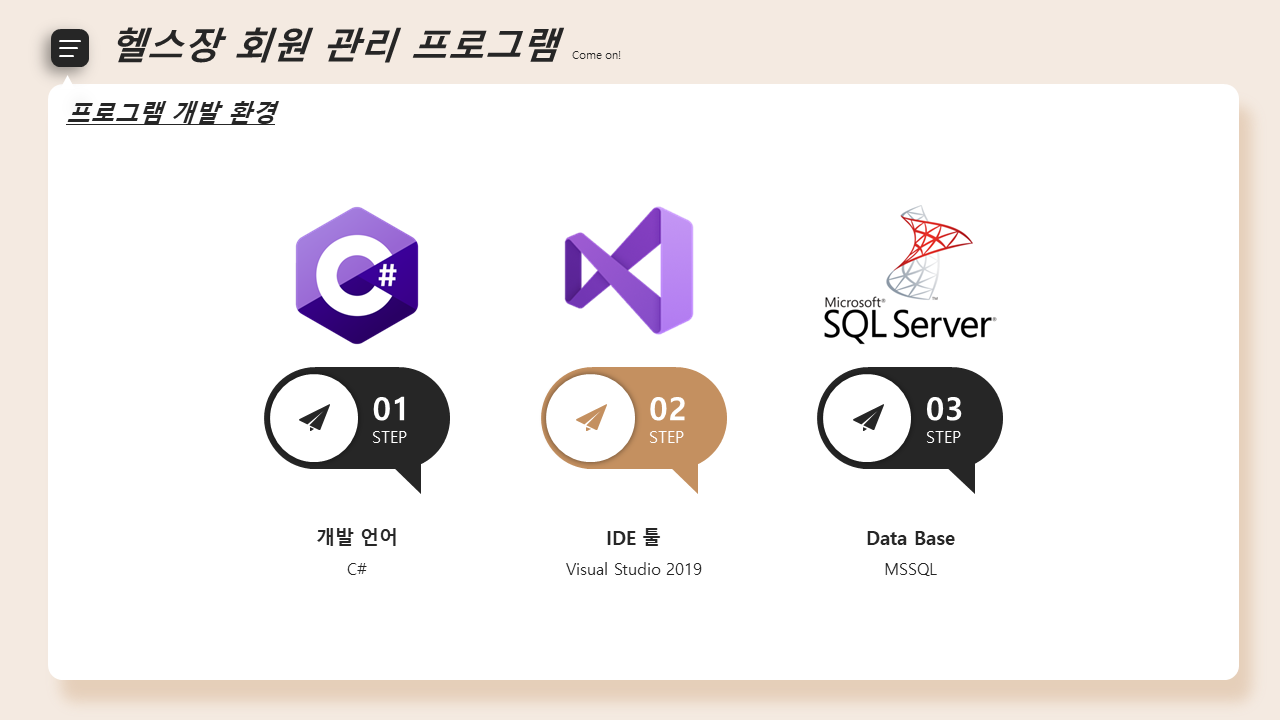 헬스장 회원 관리 프로그램 Come on!
프로그램 개발 환경
C#
Microsoft®
SQL Server®
01
STEP
02
STEP
03
STEP
개발 언어
C#
IDE 툴
Visual Studio 2019
Data Base
MSSQL